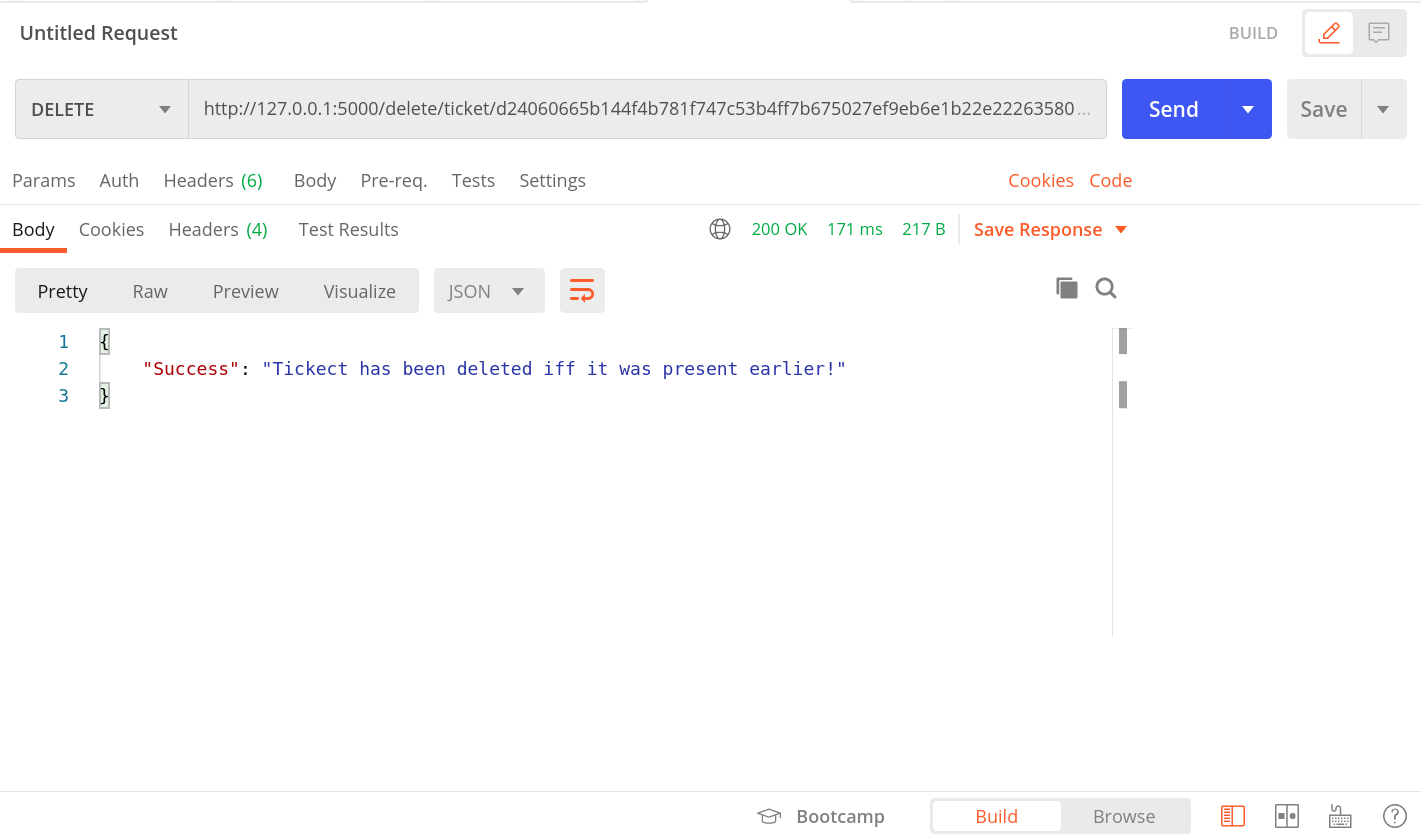 Untitled Request
BUILD
DELETE
http://127.0.0.1:5000/delete/ticket/d24060665b144f4b781f747c53b4ff7b675027ef9eb6e1b22e22263580...
Send
Save
Params Auth Headers (6) Body Pre-req. Tests Settings
Cookies Code
Body Cookies Headers (4) Test Results
200 OK 171 ms 217 B Save Response
Pretty Raw Preview Visualize JSON
1 {
2 "Success": "Tickect has been deleted iff it was present earlier!"
3 }
Bootcamp Build Browse